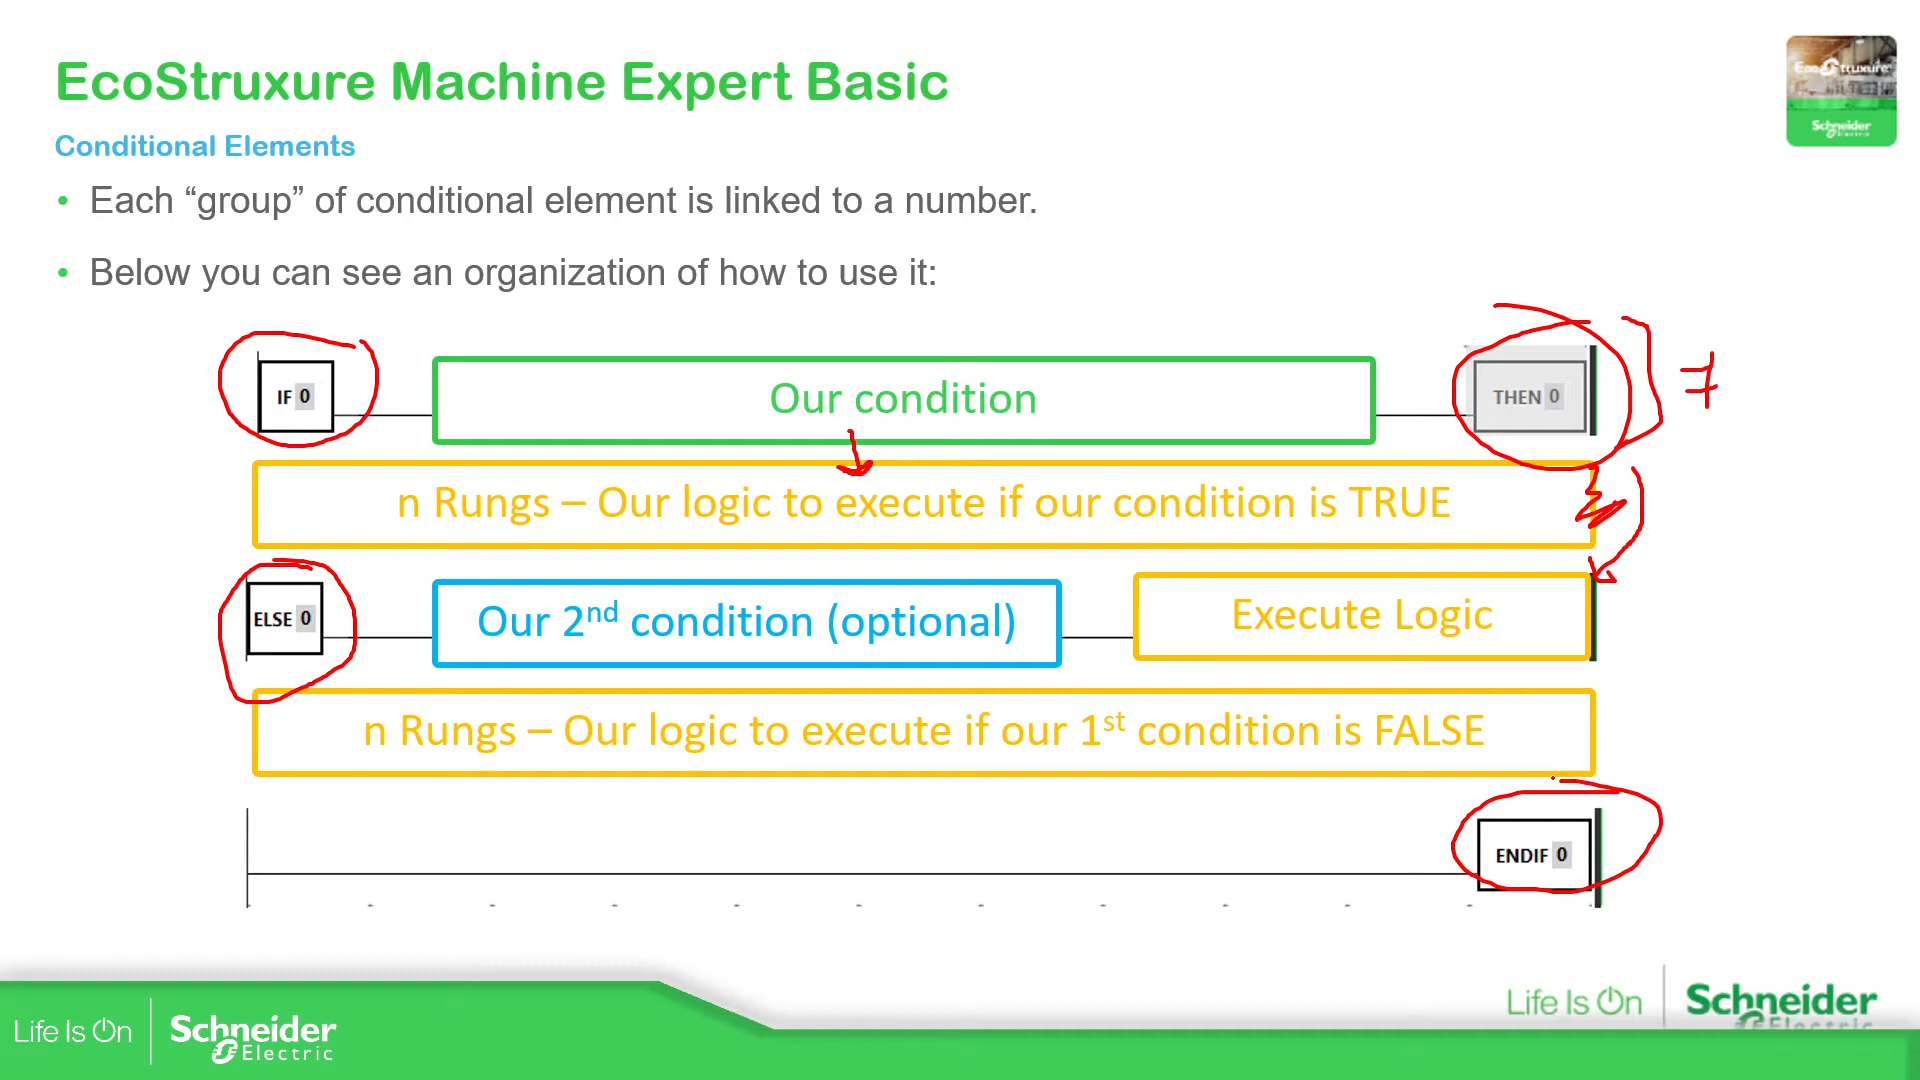 EcoStruxure Machine Expert Basic
EcoStruxure
Schneider
Electric
Conditional Elements
• Each “group” of conditional element is linked to a number.
• Below you can see an organization of how to use it:
IF 0
Our condition
THEN 0
n Rungs – Our logic to execute if our condition is TRUE
ELSE 0
Our 2nd condition (optional)
Execute Logic
n Rungs – Our logic to execute if our 1st condition is FALSE
ENDIF 0
Life Is On
Schneider
Electric
Life Is On
Schneider
Electric